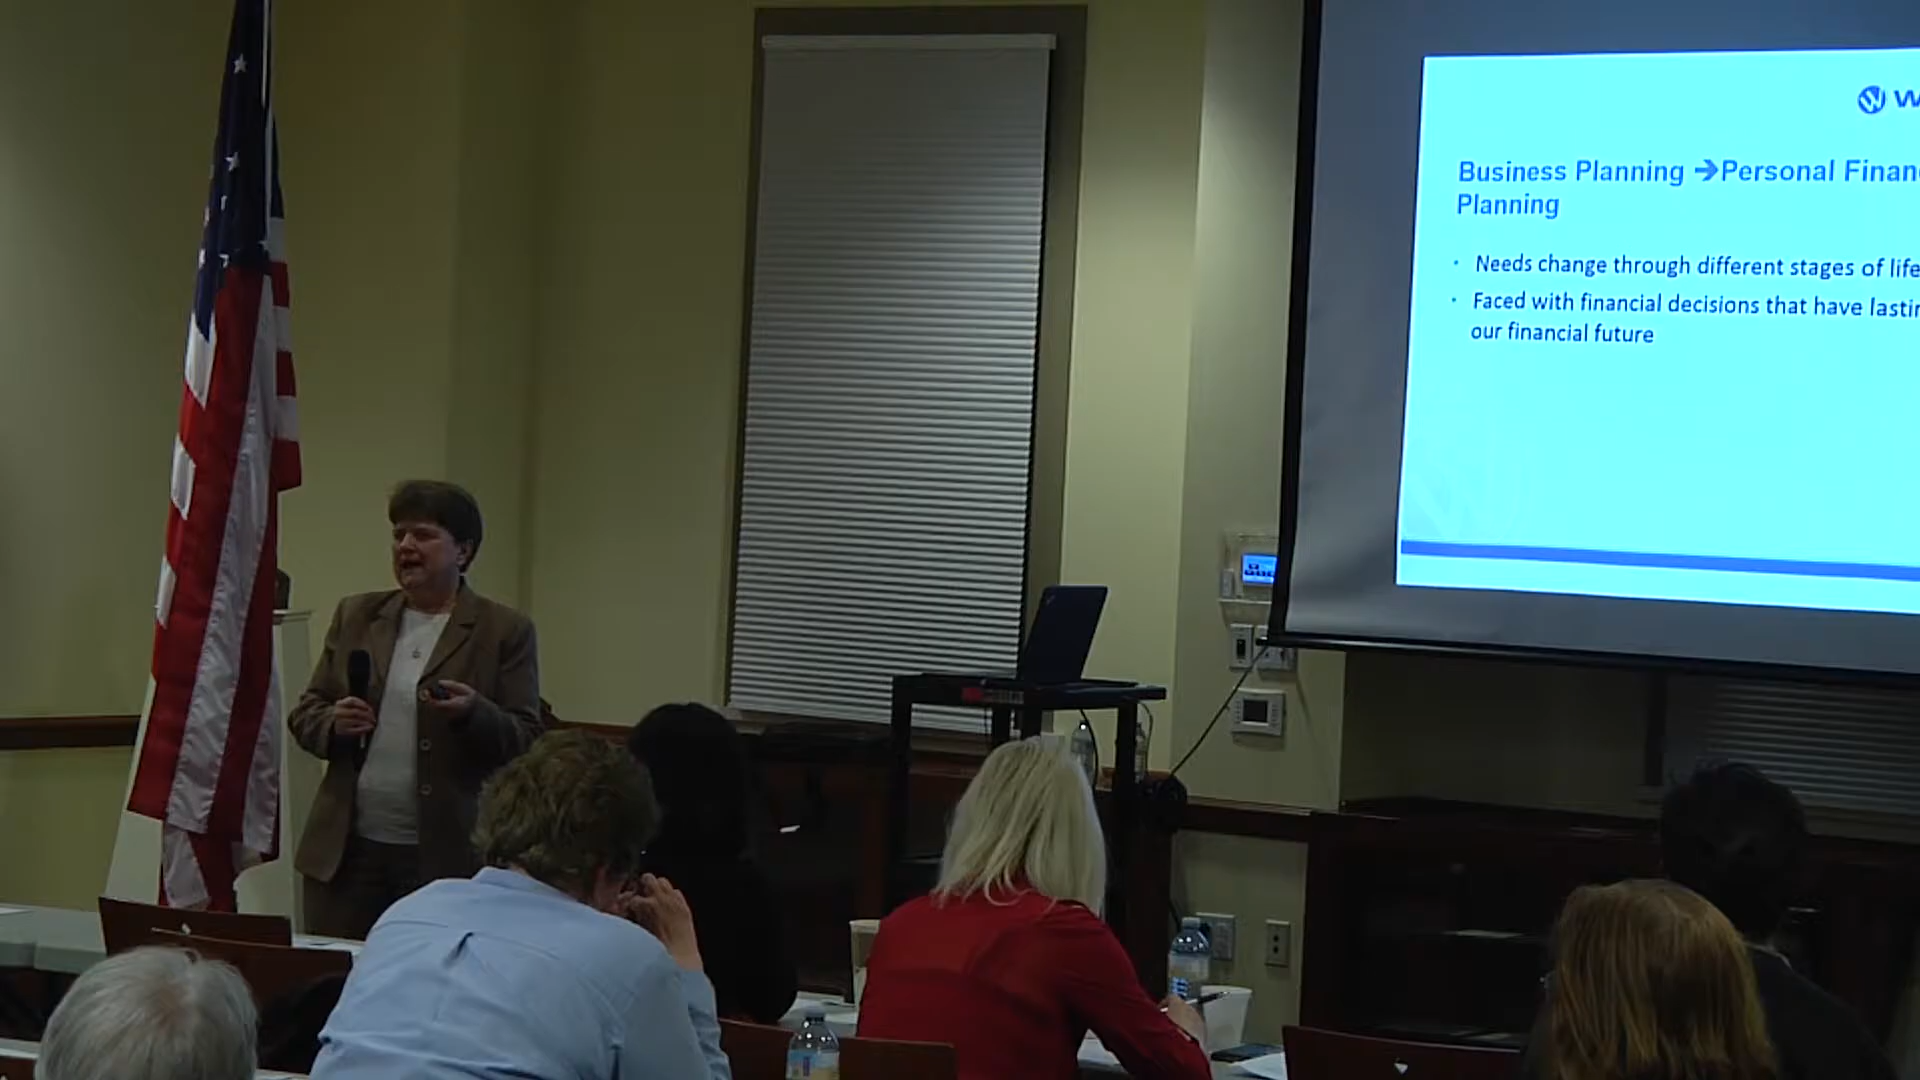 W
Business Planning ➔Personal Finan
Planning
• Needs change through different stages of life
• Faced with financial decisions that have lastin
our financial future